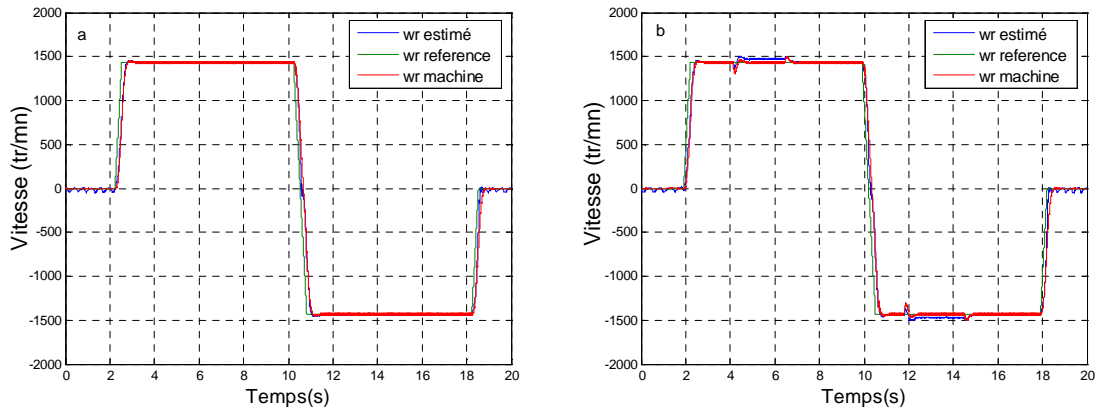 a
wr estimé
wr reference
wr machine
2000
1500
1000
500
0
-500
-1000
-1500
-2000
0 2 4 6 8 10 12 14 16 18 20
Vitesse (tr/mn)
Temps(s)
b
wr estimé
wr reference
wr machine
2000
1500
1000
500
0
-500
-1000
-1500
-2000
0 2 4 6 8 10 12 14 16 18 20
Vitesse (tr/mn)
Temps(s)